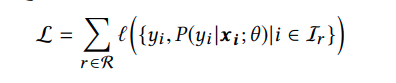 ℒ = ∑_{r∈ℛ} ℓ({y_i, P(y_i|𝒙_𝒊; θ)|i ∈ ℐ_r})